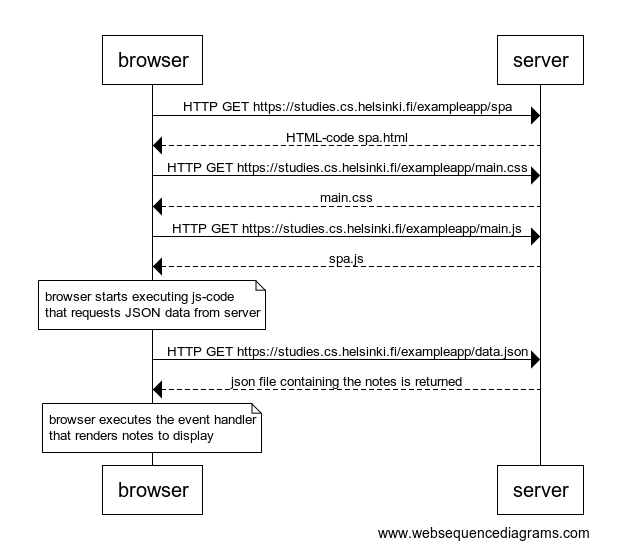 browser
server
HTTP GET https://studies.cs.helsinki.fi/exampleapp/spa
HTML-code spa.html
HTTP GET https://studies.cs.helsinki.fi/exampleapp/main.css
main.css
HTTP GET https://studies.cs.helsinki.fi/exampleapp/main.js
spa.js
browser starts executing js-code
that requests JSON data from server
HTTP GET https://studies.cs.helsinki.fi/exampleapp/data.json
json file containing the notes is returned
browser executes the event handler
that renders notes to display
browser
server
www.websequencediagrams.com